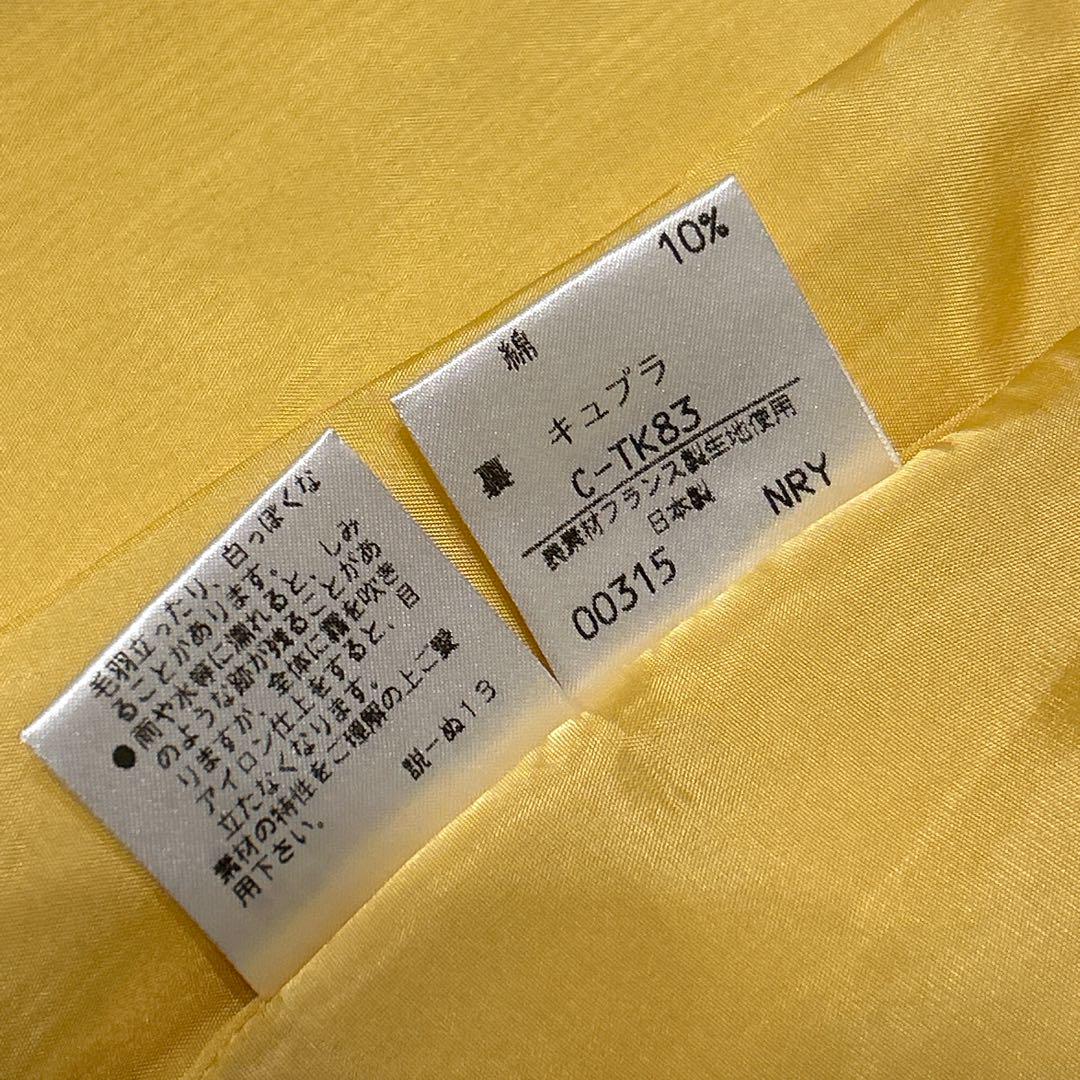 毛羽立ったり、白っぽくな
ることがあります。
●雨や水等に濡れると、しみ
のような跡が残ることがあ
りますが、全体に霧を吹き
アイロン仕上をすると、目
立たなくなります。
素材の特性をご理解の上ご愛
用下さい。
説ーぬ13
綿 10%
裏 キュプラ
C-TK83
表素材フランス製生地使用
日本製
00315 NRY